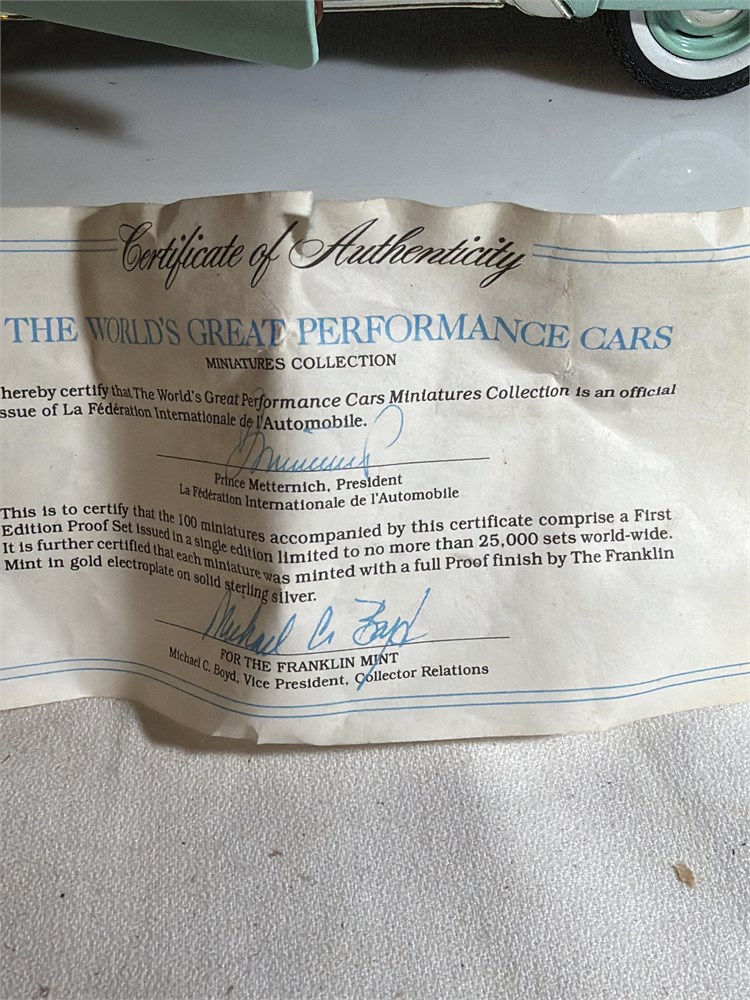 Certificate of Authenticity
THE WORLD'S GREAT PERFORMANCE CARS
MINIATURES COLLECTION
hereby certify that The World's Great Performance Cars Miniatures Collection is an official
ssue of La Fédération Internationale de l'Automobile.
Prince Metternich, President
La Fédération Internationale de l'Automobile
This is to certify that the 100 miniatures accompanied by this certificate comprise a First
Edition Proof Set issued in a single edition limited to no more than 25,000 sets world-wide.
It is further certified that each miniature was minted with a full Proof finish by The Franklin
Mint in gold electroplate on solid sterling silver.
Michael C. Boyd
FOR THE FRANKLIN MINT
Michael C. Boyd, Vice President, Collector Relations